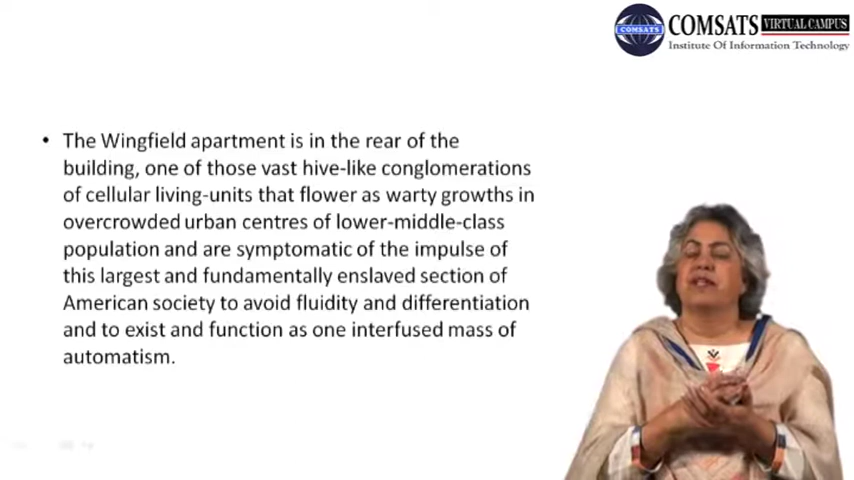 COMSATS VIRTUAL CAMPUS
COMSATS
Institute Of Information Technology
• The Wingfield apartment is in the rear of the
building, one of those vast hive-like conglomerations
of cellular living-units that flower as warty growths in
overcrowded urban centres of lower-middle-class
population and are symptomatic of the impulse of
this largest and fundamentally enslaved section of
American society to avoid fluidity and differentiation
and to exist and function as one interfused mass of
automatism.